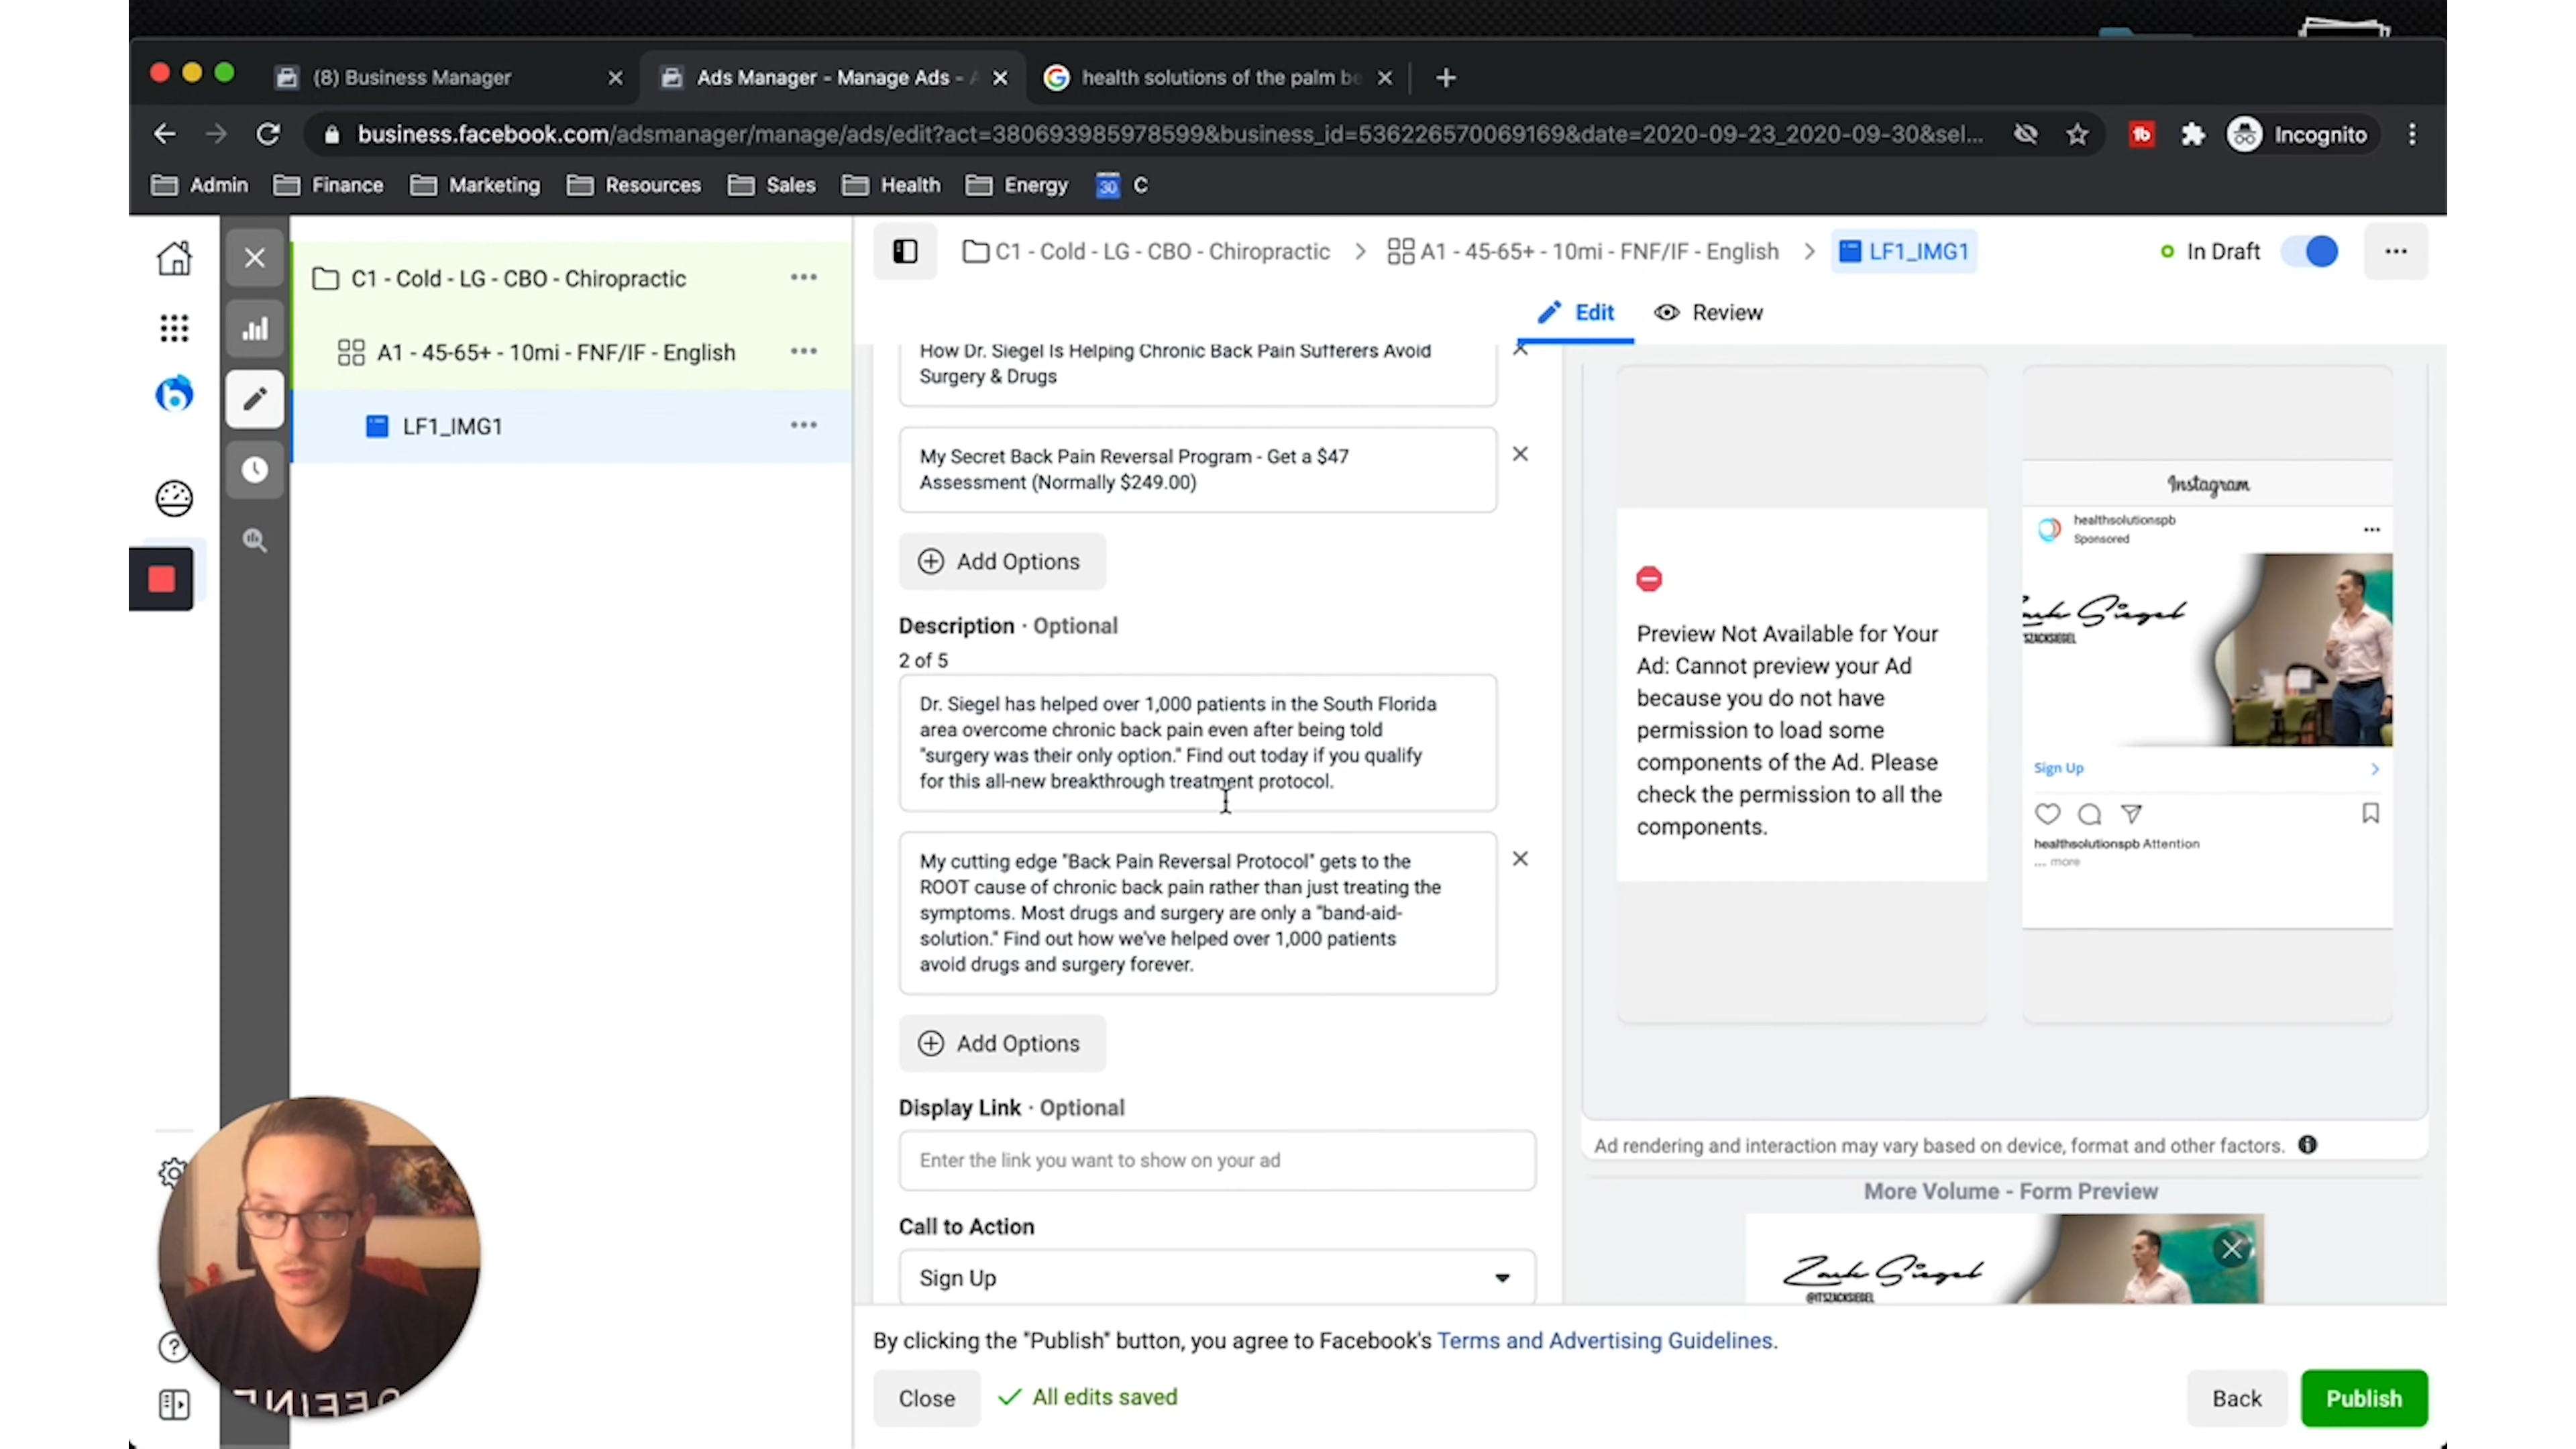 (8) Business Manager
Ads Manager - Manage Ads - A
health solutions of the palm be
business.facebook.com/adsmanager/manage/ads/edit?act=380693985978599&business_id=536226570069169&date=2020-09-23_2020-09-30&sel...
Incognito
Admin
Finance
Marketing
Resources
Sales
Health
Energy
30
C
C1 - Cold - LG - CBO - Chiropractic
A1 - 45-65+ - 10mi - FNF/IF - English
LF1_IMG1
C1 - Cold - LG - CBO - Chiropractic
A1 - 45-65+ - 10mi - FNF/IF - English
LF1_IMG1
In Draft
Edit
Review
How Dr. Siegel Is Helping Chronic Back Pain Sufferers Avoid
Surgery & Drugs
My Secret Back Pain Reversal Program - Get a $47
Assessment (Normally $249.00)
Add Options
Description · Optional
2 of 5
Dr. Siegel has helped over 1,000 patients in the South Florida
area overcome chronic back pain even after being told
"surgery was their only option." Find out today if you qualify
for this all-new breakthrough treatment protocol.
My cutting edge "Back Pain Reversal Protocol" gets to the
ROOT cause of chronic back pain rather than just treating the
symptoms. Most drugs and surgery are only a "band-aid-
solution." Find out how we've helped over 1,000 patients
avoid drugs and surgery forever.
Add Options
Display Link · Optional
Enter the link you want to show on your ad
Call to Action
Sign Up
Preview Not Available for Your
Ad: Cannot preview your Ad
because you do not have
permission to load some
components of the Ad. Please
check the permission to all the
components.
Instagram
healthsolutionspb
Sponsored
Siegel
Sign Up
healthsolutionspb Attention
... more
Ad rendering and interaction may vary based on device, format and other factors.
More Volume - Form Preview
Zack Siegel
@ITSZACKSIEGEL
By clicking the "Publish" button, you agree to Facebook's Terms and Advertising Guidelines.
Close
All edits saved
Back
Publish